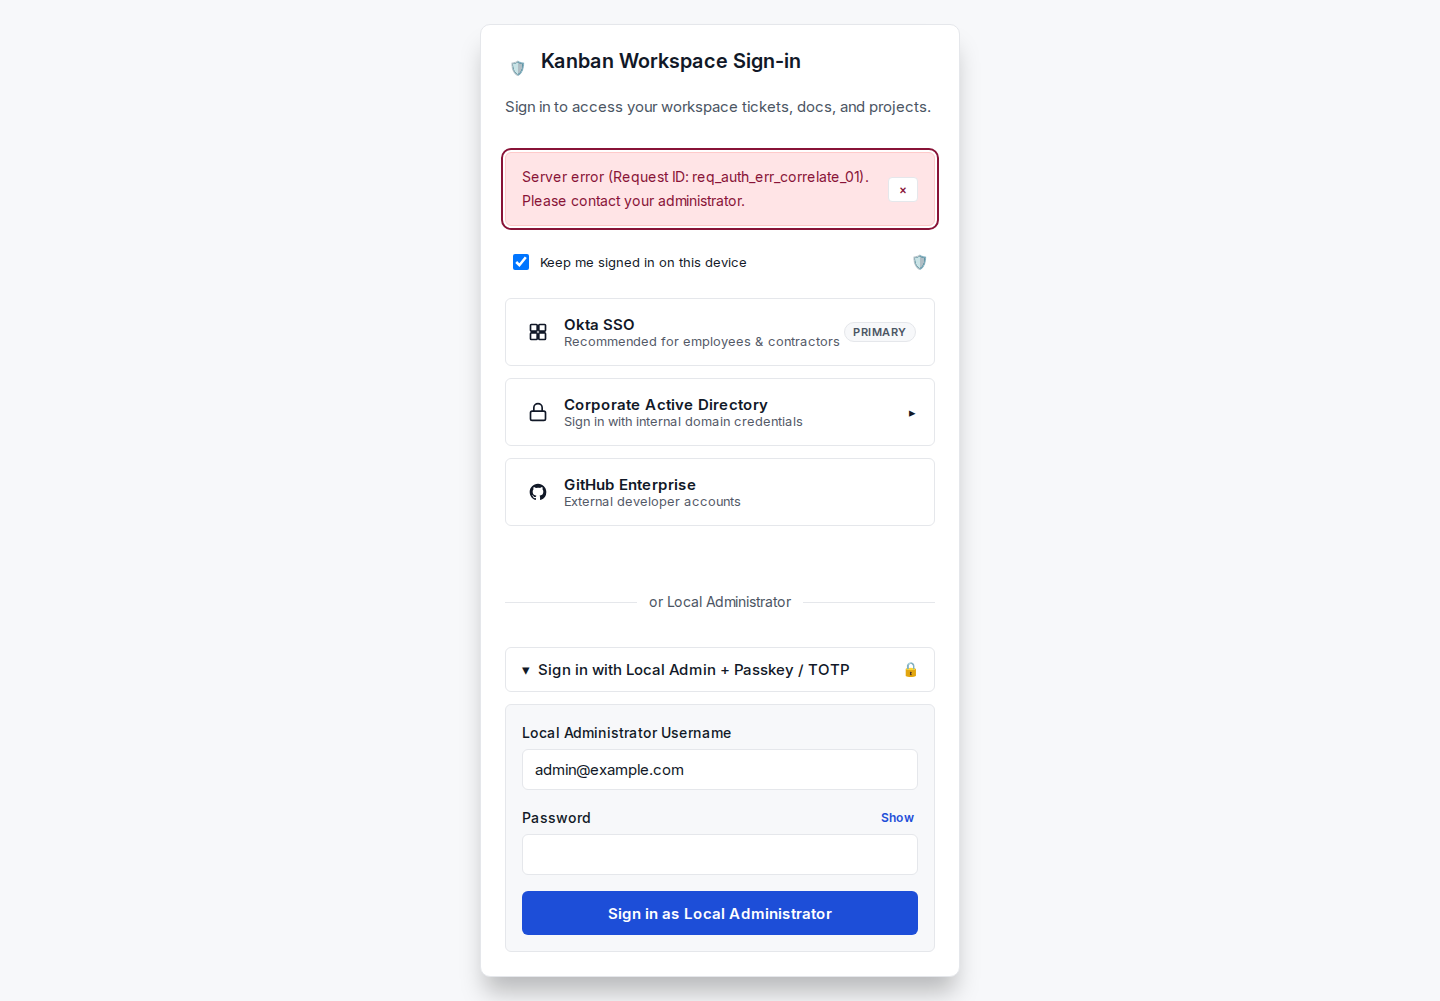 Kanban Workspace Sign-in
Sign in to access your workspace tickets, docs, and projects.
Server error (Request ID: req_auth_err_correlate_01).
Please contact your administrator.
×
Keep me signed in on this device
Okta SSO
Recommended for employees & contractors
PRIMARY
Corporate Active Directory
Sign in with internal domain credentials
GitHub Enterprise
External developer accounts
or Local Administrator
Sign in with Local Admin + Passkey / TOTP
Local Administrator Username
admin@example.com
Password
Show
Sign in as Local Administrator